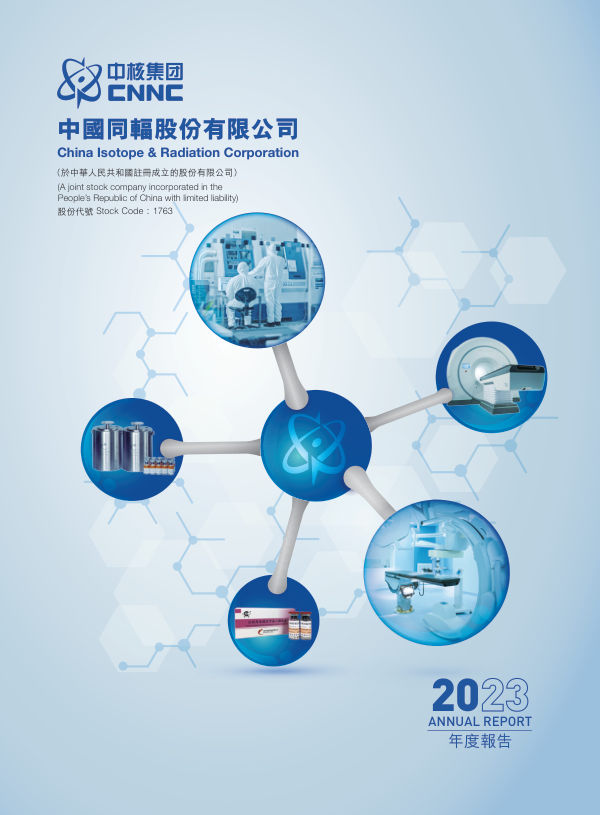 中核集团
CNNC
中國同輻股份有限公司
China Isotope & Radiation Corporation
（於中華人民共和國註冊成立的股份有限公司）
(A joint stock company incorporated in the
People's Republic of China with limited liability)
股份代號 Stock Code：1763
2023
ANNUAL REPORT
年度報告